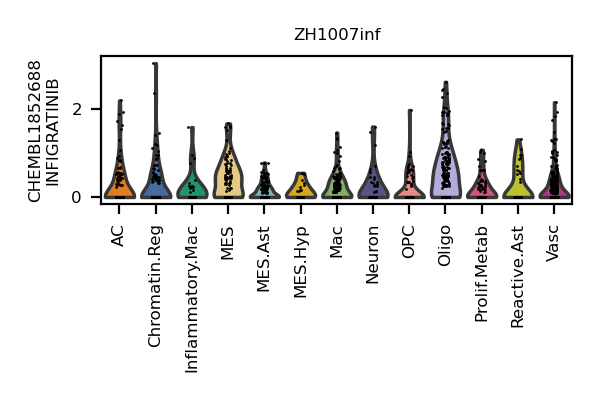 ZH1007inf
CHEMBL1852688
INFIGRATINIB
2
0
AC
Chromatin.Reg
Inflammatory.Mac
MES
MES.Ast
MES.Hyp
Mac
Neuron
OPC
Oligo
Prolif.Metab
Reactive.Ast
Vasc